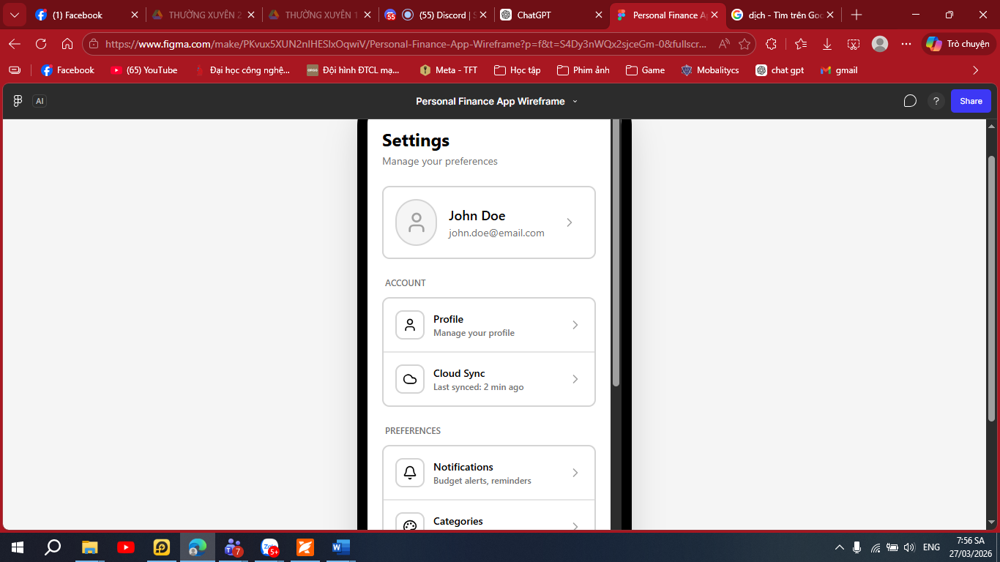 (1) Facebook
THƯỜNG XUYÊN 2
THƯỜNG XUYÊN 1
55
(55) Discord | S
ChatGPT
Personal Finance Ap
dịch - Tìm trên Goo
https://www.figma.com/make/PKvux5XUN2nIHESIxOqwiV/Personal-Finance-App-Wireframe?p=f&t=S4Dy3nWQx2sjceGm-0&fullscr...
Trò chuyện
Facebook
(65) YouTube
Đại học công nghệ...
Đội hình ĐTCL mạ...
Meta - TFT
Học tập
Phim ảnh
Game
Mobalitycs
chat gpt
gmail
AI
Personal Finance App Wireframe
?
Share
Settings
Manage your preferences
John Doe
john.doe@email.com
ACCOUNT
Profile
Manage your profile
Cloud Sync
Last synced: 2 min ago
PREFERENCES
Notifications
Budget alerts, reminders
Categories
7
5+
ENG
7:56 SA
27/03/2026